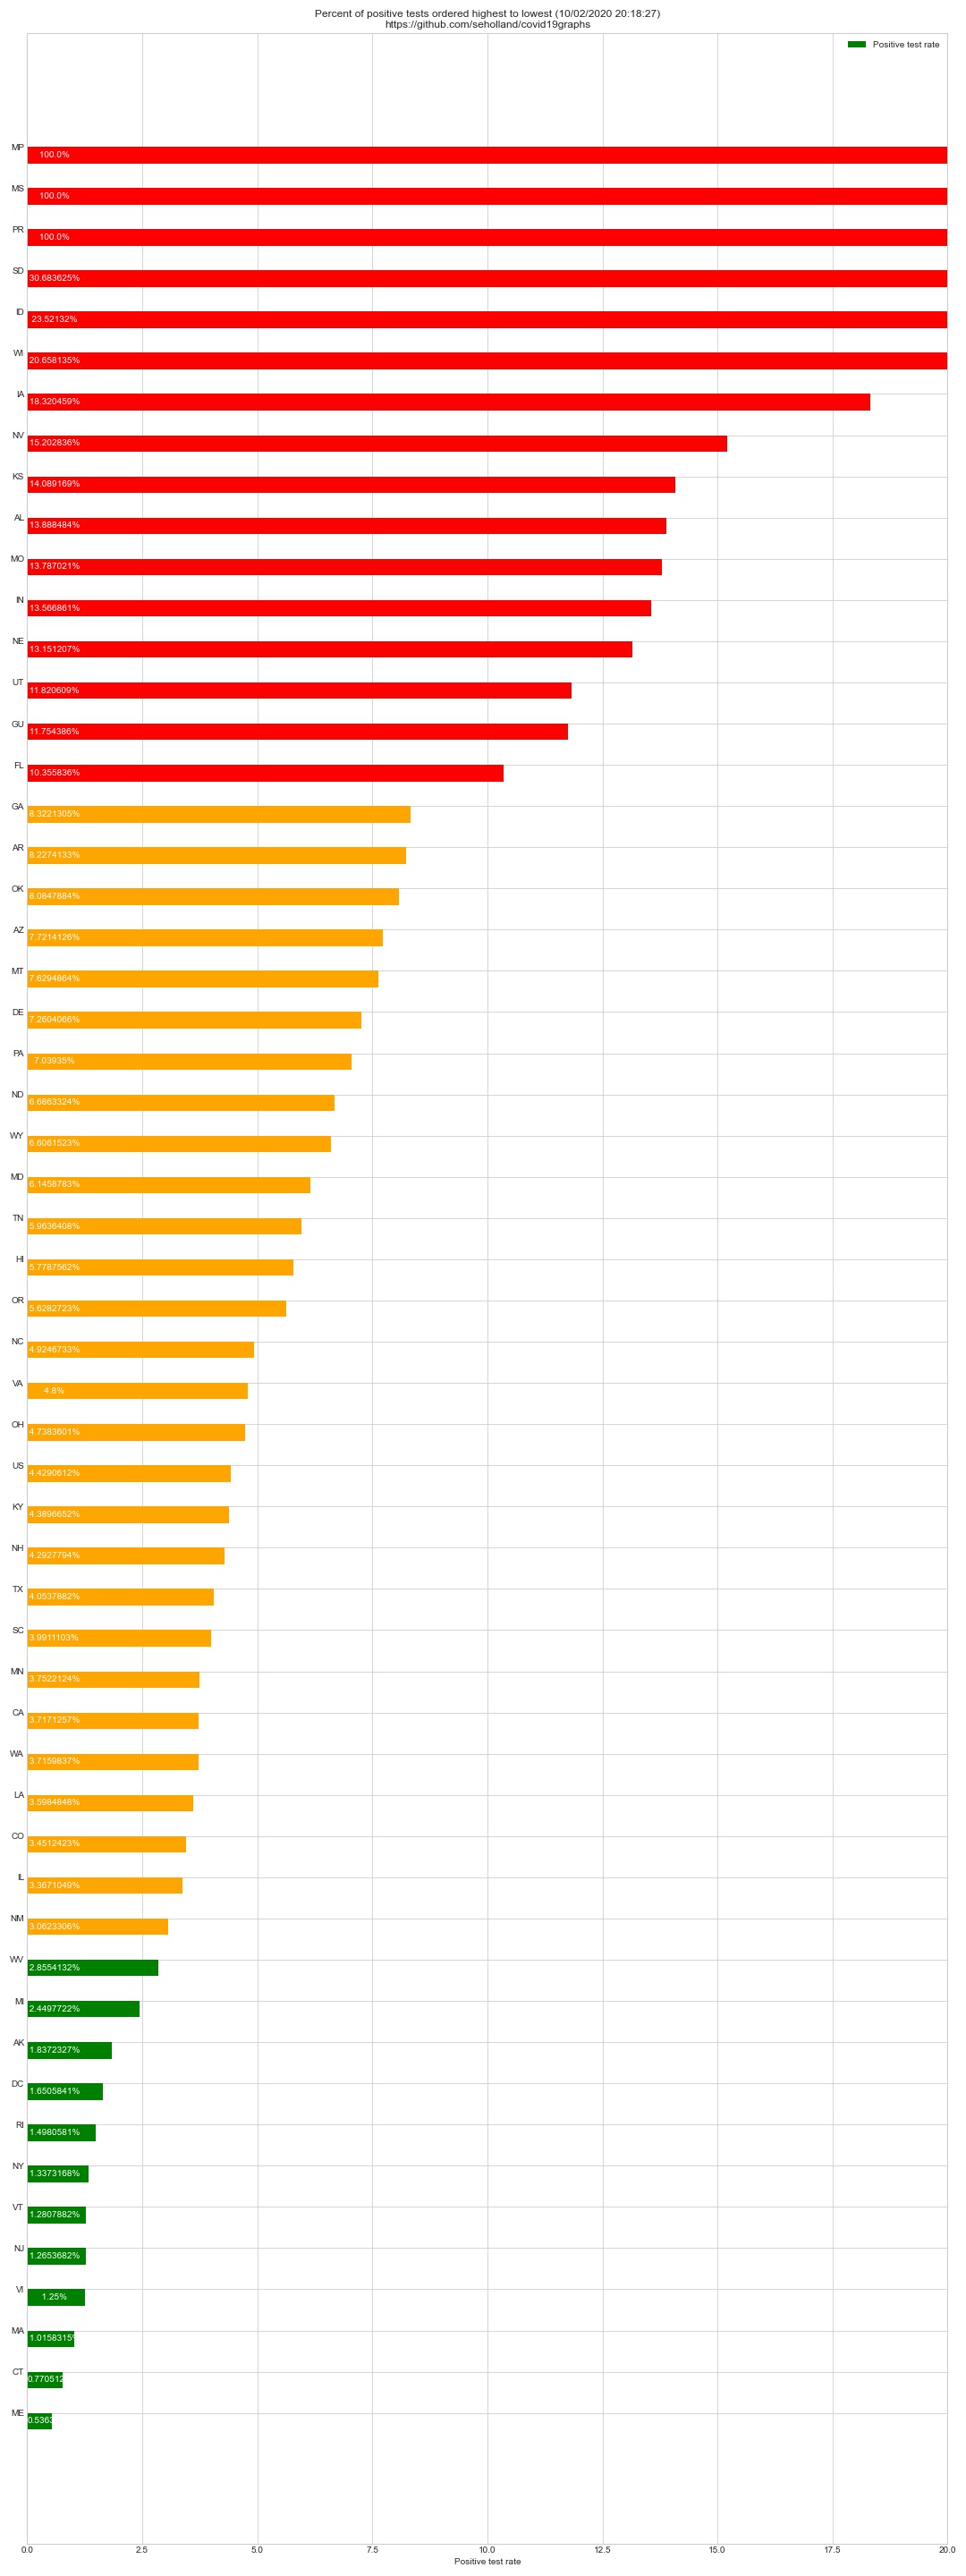 Percent of positive tests ordered highest to lowest (10/02/2020 20:18:27)
https://github.com/seholland/covid19graphs
Positive test rate
MP 100.0%
MS 100.0%
PR 100.0%
SD 30.683625%
ID 23.52132%
WI 20.658135%
IA 18.320459%
NV 15.202836%
KS 14.089169%
AL 13.888484%
MO 13.787021%
IN 13.566861%
NE 13.151207%
UT 11.820609%
GU 11.754386%
FL 10.355836%
GA 8.3221305%
AR 8.2274133%
OK 8.0847884%
AZ 7.7214126%
MT 7.6294864%
DE 7.2604066%
PA 7.03935%
ND 6.6863324%
WY 6.6061523%
MD 6.1458783%
TN 5.9636408%
HI 5.7787562%
OR 5.6282723%
NC 4.9246733%
VA 4.8%
OH 4.7383601%
US 4.4290612%
KY 4.3896652%
NH 4.2927794%
TX 4.0537882%
SC 3.9911103%
MN 3.7522124%
CA 3.7171257%
WA 3.7159837%
LA 3.5984848%
CO 3.4512423%
IL 3.3671049%
NM 3.0623306%
WV 2.8554132%
MI 2.4497722%
AK 1.8372327%
DC 1.6505841%
RI 1.4980581%
NY 1.3373168%
VT 1.2807882%
NJ 1.2653682%
VI 1.25%
MA 1.0158315%
CT 0.770512
ME 0.5363
0.0 2.5 5.0 7.5 10.0 12.5 15.0 17.5 20.0
Positive test rate